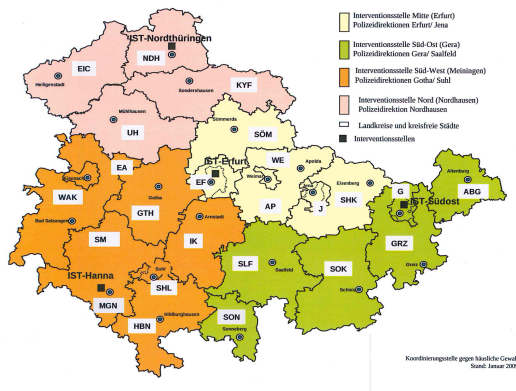 Interventionsstelle Mitte (Erfurt)
Polizeidirektionen Erfurt/ Jena
Interventionsstelle Süd-Ost (Gera)
Polizeidirektionen Gera/ Saalfeld
Interventionsstelle Süd-West (Meiningen)
Polizeidirektionen Gotha/ Suhl
Interventionsstelle Nord (Nordhausen)
Polizeidirektion Nordhausen
Landkreise und kreisfreie Städte
Interventionsstellen
IST-Nordthüringen
NDH
EIC
Heiligenstadt
Sondershausen
KYF
Mühlhausen
UH
Sömmerda
SÖM
EA
IST-Erfurt
WE
Apolda
Weimar
EF
WAK
Gotha
GTH
AP
Jena
J
Eisenberg
SHK
Altenburg
ABG
G
IST-Südost
Bad Salzungen
Arnstadt
SM
IK
GRZ
Greiz
SLF
Saalfeld
SOK
Schleiz
IST-Hanna
Suhl
SHL
MGN
HBN
Hildburghausen
SON
Sonneberg
Koordinierungsstelle gegen häusliche Gewal
Stand: Januar 200